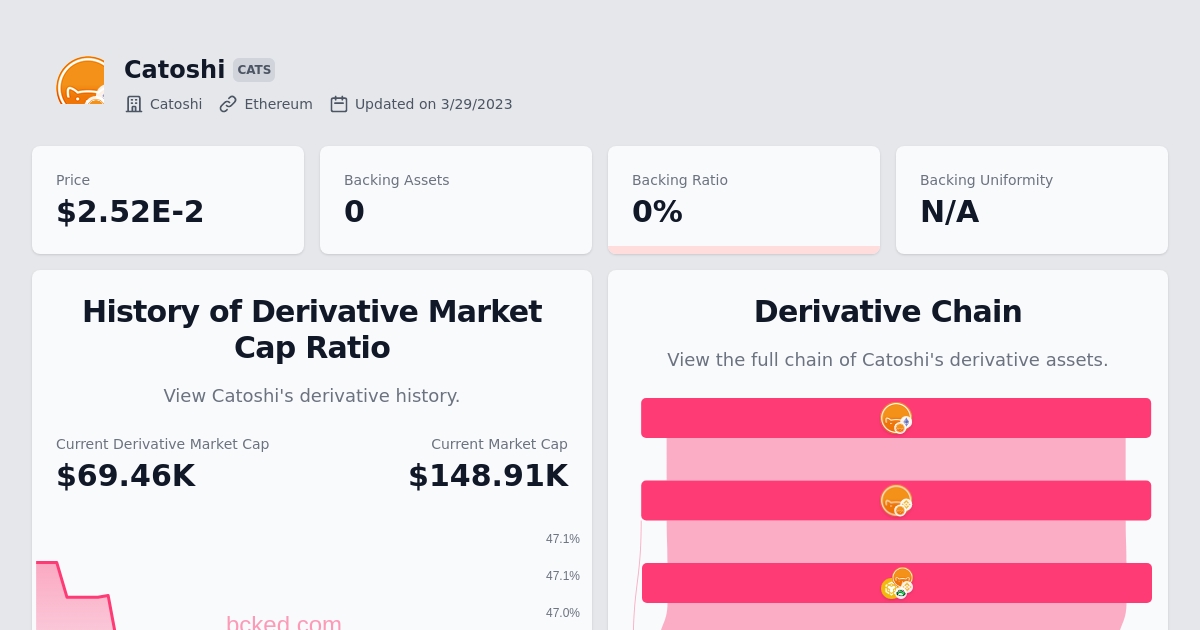 Catoshi CATS
Catoshi Ethereum Updated on 3/29/2023
Price
$2.52E-2
Backing Assets
0
Backing Ratio
0%
Backing Uniformity
N/A
History of Derivative Market
Cap Ratio
View Catoshi's derivative history.
Current Derivative Market Cap
$69.46K
Current Market Cap
$148.91K
47.1%
47.1%
47.0%
bcked.com
Derivative Chain
View the full chain of Catoshi's derivative assets.